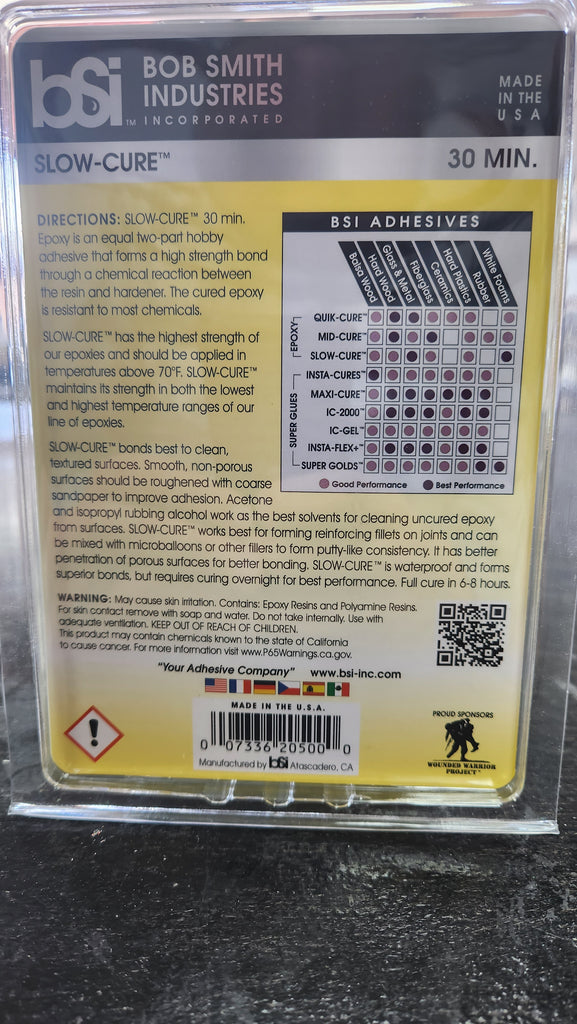 bsi™ BOB SMITH
INDUSTRIES
INCORPORATED
MADE
IN THE
USA
SLOW-CURE™ 30 MIN.
DIRECTIONS: SLOW-CURE™ 30 min.
Epoxy is an equal two-part hobby
adhesive that forms a high strength bond
through a chemical reaction between
the resin and hardener. The cured epoxy
is resistant to most chemicals.
SLOW-CURE™ has the highest strength of
our epoxies and should be applied in
temperatures above 70°F. SLOW-CURE™
maintains its strength in both the lowest
and highest temperature ranges of our
line of epoxies.
SLOW-CURE™ bonds best to clean,
textured surfaces. Smooth, non-porous
surfaces should be roughened with coarse
sandpaper to improve adhesion. Acetone
and isopropyl rubbing alcohol work as the best solvents for cleaning uncured epoxy
from surfaces. SLOW-CURE™ works best for forming reinforcing fillets on joints and can
be mixed with microballoons or other fillers to form putty-like consistency. It has better
penetration of porous surfaces for better bonding. SLOW-CURE™ is waterproof and forms
superior bonds, but requires curing overnight for best performance. Full cure in 6-8 hours.
BSI ADHESIVES
Balsa Wood
Hard Wood
Glass & Metal
Fiberglass
Ceramics
Hard Plastics
Rubber
White Foams
EPOXY
QUIK-CURE™
MID-CURE™
SLOW-CURE™
SUPER GLUES
INSTA-CURE+™
MAXI-CURE™
IC-2000™
IC-GEL™
INSTA-FLEX+™
SUPER GOLD+™
Good Performance Best Performance
WARNING: May cause skin irritation. Contains: Epoxy Resins and Polyamine Resins.
For skin contact remove with soap and water. Do not take internally. Use with
adequate ventilation. KEEP OUT OF REACH OF CHILDREN.
This product may contain chemicals known to the state of California
to cause cancer. For more information visit www.P65Warnings.ca.gov.
"Your Adhesive Company" www.bsi-inc.com
MADE IN THE U.S.A.
0 07336 20500 0
Manufactured by bsi Atascadero, CA
PROUD SPONSORS
WOUNDED WARRIOR
PROJECT™